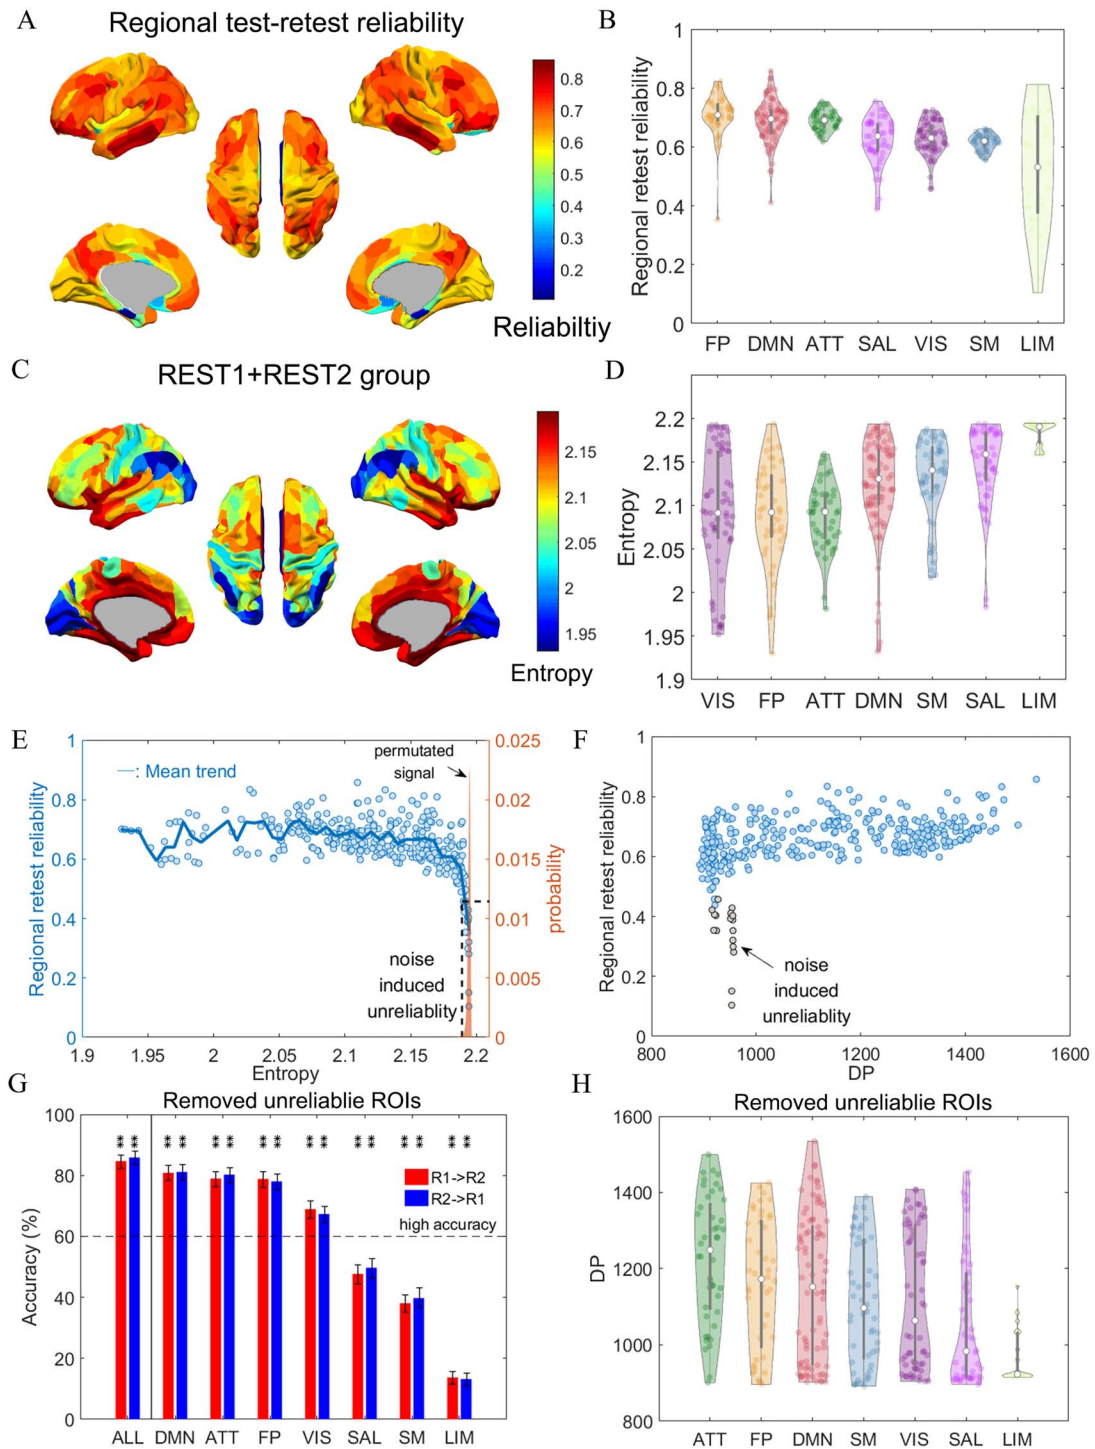 A
Regional test-retest reliability
0.8
0.7
0.6
0.5
0.4
0.3
0.2
Reliabiltiy
B
Regional retest reliability
1
0.8
0.6
0.4
0.2
0
FP DMN ATT SAL VIS SM LIM
C
REST1+REST2 group
2.15
2.1
2.05
2
1.95
Entropy
D
Entropy
2.2
2.15
2.1
2.05
2
1.95
1.9
VIS FP ATT DMN SM SAL LIM
E
Regional retest reliability
1
0.8
0.6
0.4
0.2
0
: Mean trend
permutated
signal
noise
induced
unreliablity
0.025
0.02
0.015
0.01
0.005
0
probability
1.9 1.95 2 2.05 2.1 2.15 2.2
Entropy
F
Regional retest reliability
1
0.8
0.6
0.4
0.2
0
noise
induced
unreliablity
800 1000 1200 1400 1600
DP
G
Removed unreliablie ROIs
Accuracy (%)
100
80
60
40
20
0
** ** ** ** ** ** ** ** ** ** ** ** ** ** ** **
R1->R2
R2->R1
high accuracy
ALL DMN ATT FP VIS SAL SM LIM
H
Removed unreliablie ROIs
DP
1600
1400
1200
1000
800
ATT FP DMN SM VIS SAL LIM